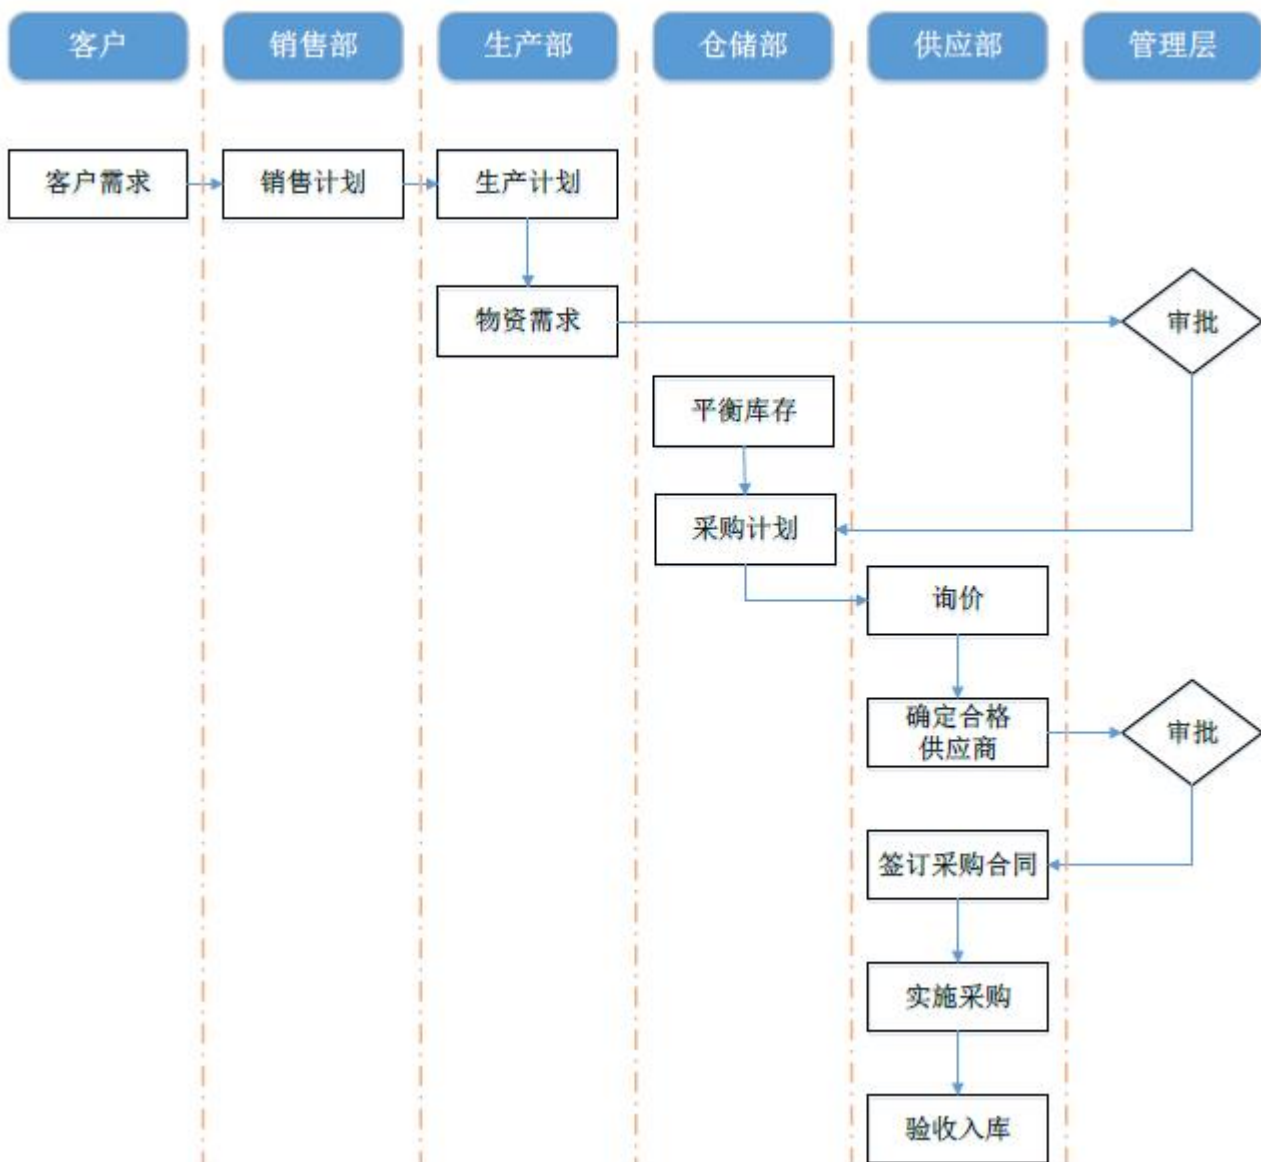 客户
销售部
生产部
仓储部
供应部
管理层
客户需求
销售计划
生产计划
物资需求
审批
平衡库存
采购计划
询价
确定合格
供应商
审批
签订采购合同
实施采购
验收入库